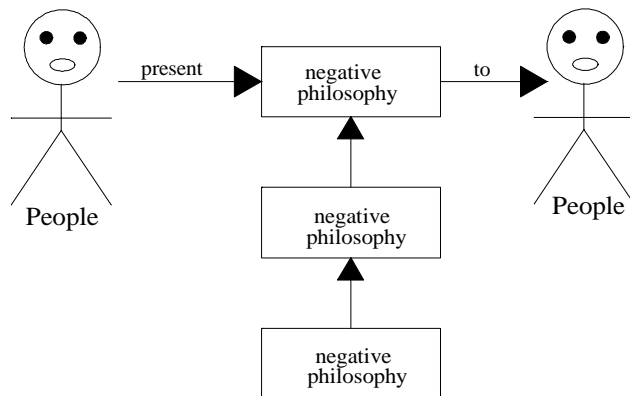 present
negative
philosophy
to
People
People
negative
philosophy
negative
philosophy